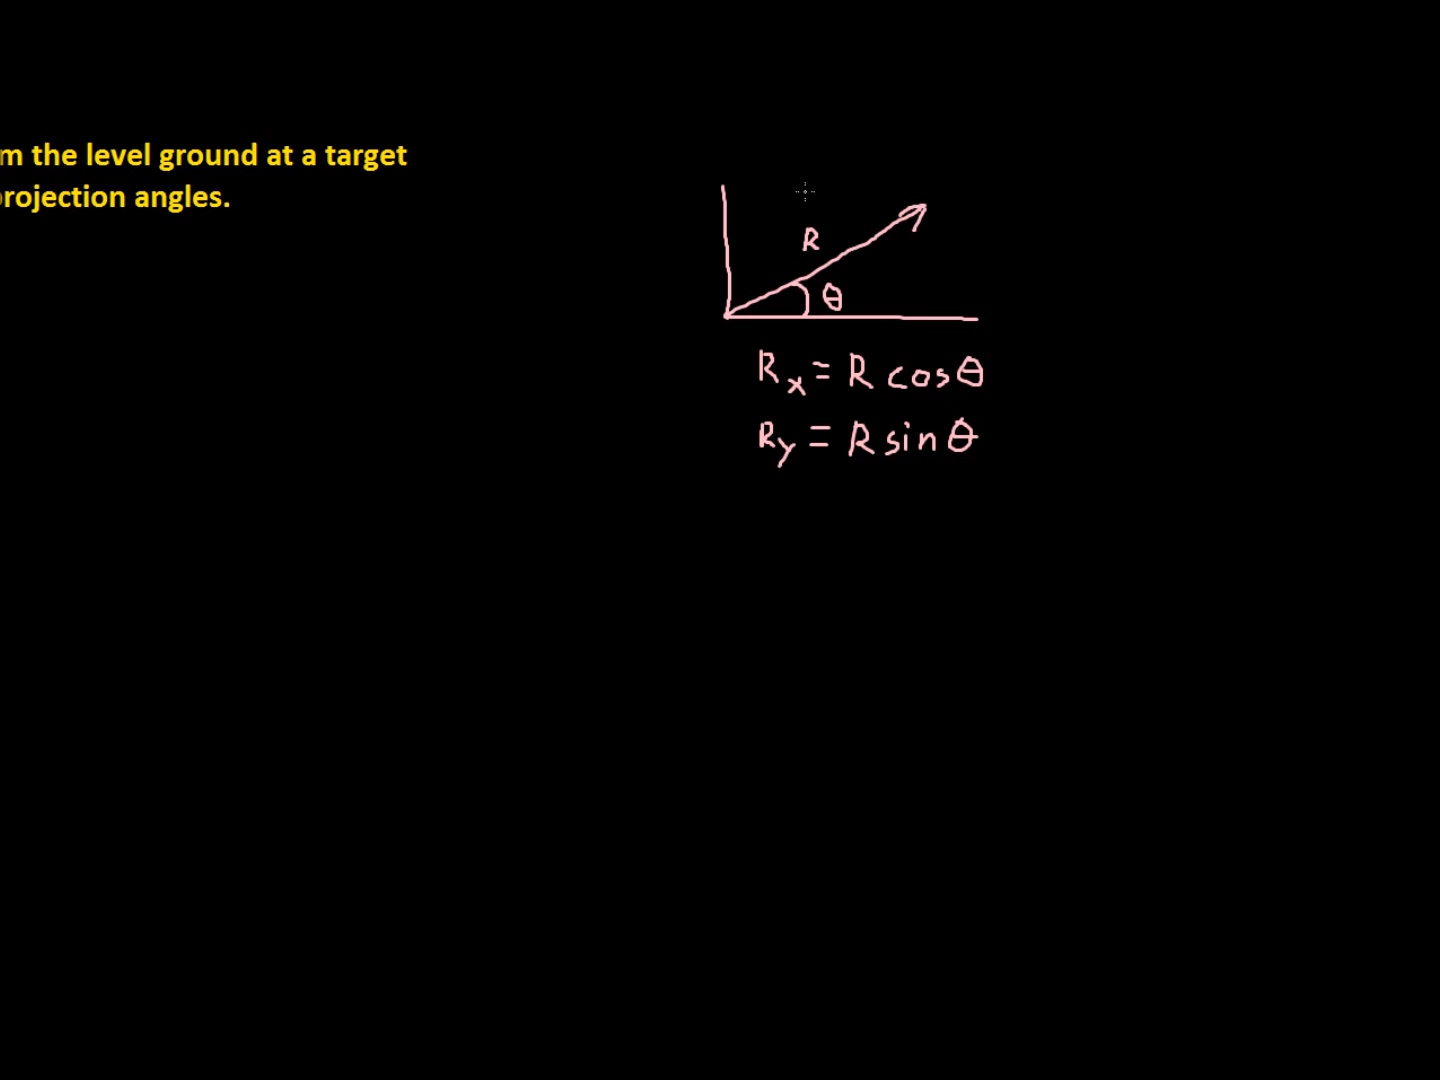 m the level ground at a target
projection angles.
R
θ
Rx = R cosθ
Ry = R sinθ